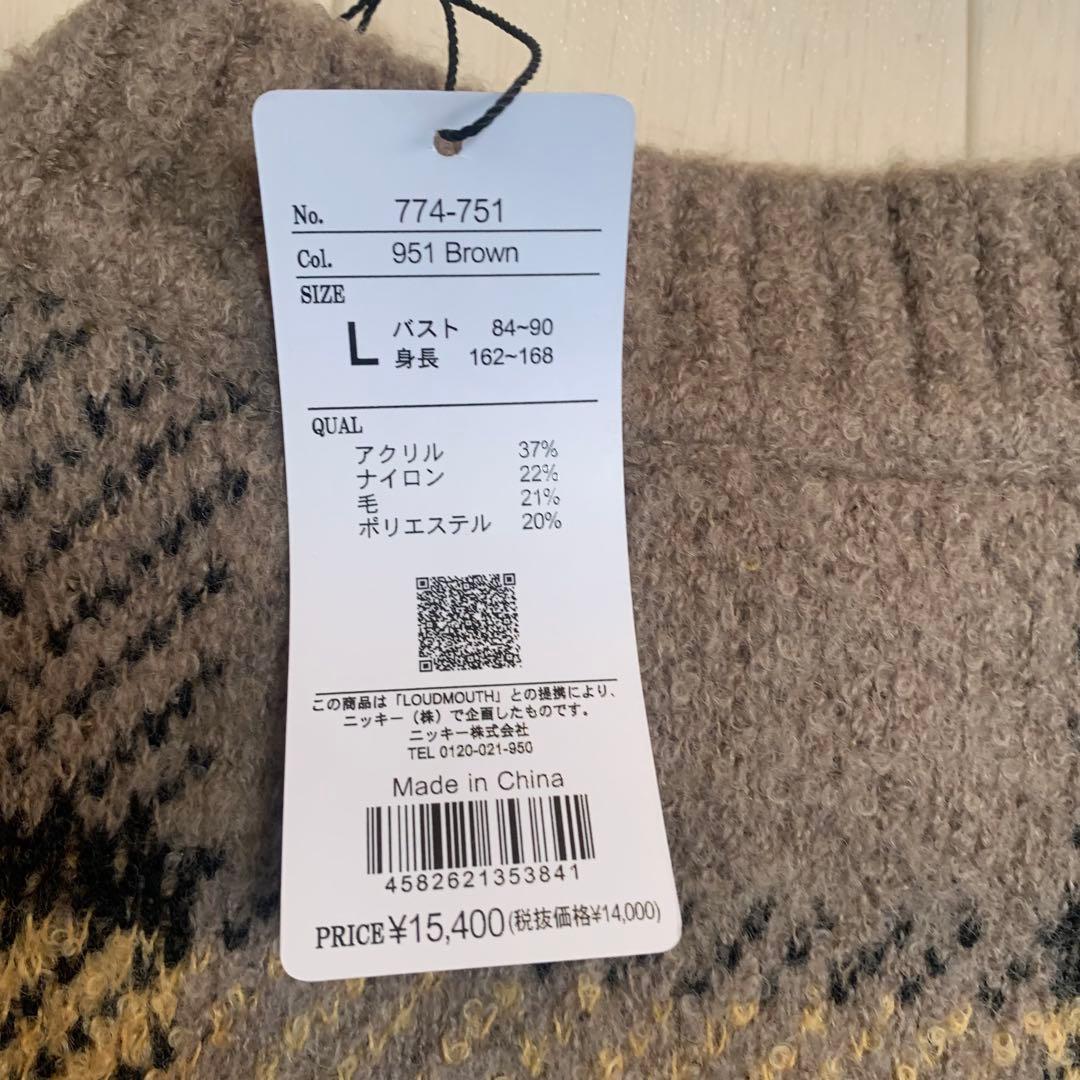 No. 774-751
Col. 951 Brown
SIZE
L バスト 84~90
身長 162~168
QUAL
アクリル 37%
ナイロン 22%
毛 21%
ポリエステル 20%
この商品は「LOUDMOUTH」との提携により、
ニッキー(株)で企画したものです。
ニッキー株式会社
TEL 0120-021-950
Made in China
4582621353841
PRICE ¥15,400(税抜価格¥14,000)